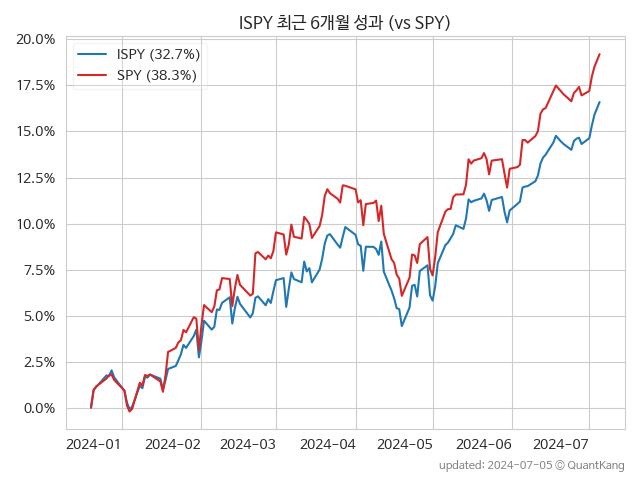 ISPY 최근 6개월 성과 (vs SPY)
20.0%
17.5%
15.0%
12.5%
10.0%
7.5%
5.0%
2.5%
0.0%
ISPY (32.7%)
SPY (38.3%)
2024-01 2024-02 2024-03 2024-04 2024-05 2024-06 2024-07
updated: 2024-07-05 © QuantKang